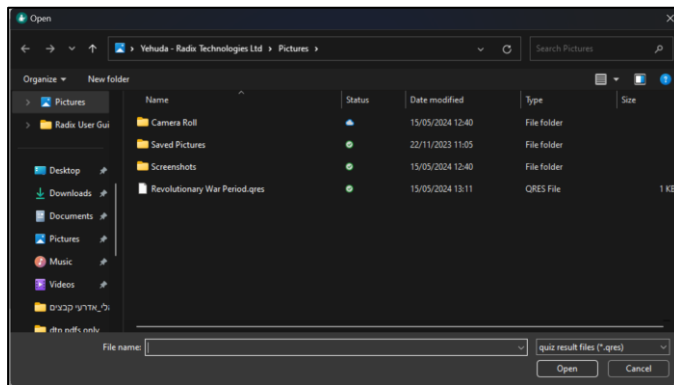 Open
Yehuda - Radix Technologies Ltd > Pictures >
Search Pictures
Organize
New folder
Pictures
Radix User Gui
Desktop
Downloads
Documents
Pictures
Music
Videos
אדרעי קבצים
dtp pdfs only
Name
Status
Date modified
Type
Size
Camera Roll
15/05/2024 12:40
File folder
Saved Pictures
22/11/2023 11:05
File folder
Screenshots
15/05/2024 12:40
File folder
Revolutionary War Period.qres
15/05/2024 13:11
QRES File
1 KB
File name:
quiz result files (*.qres)
Open
Cancel